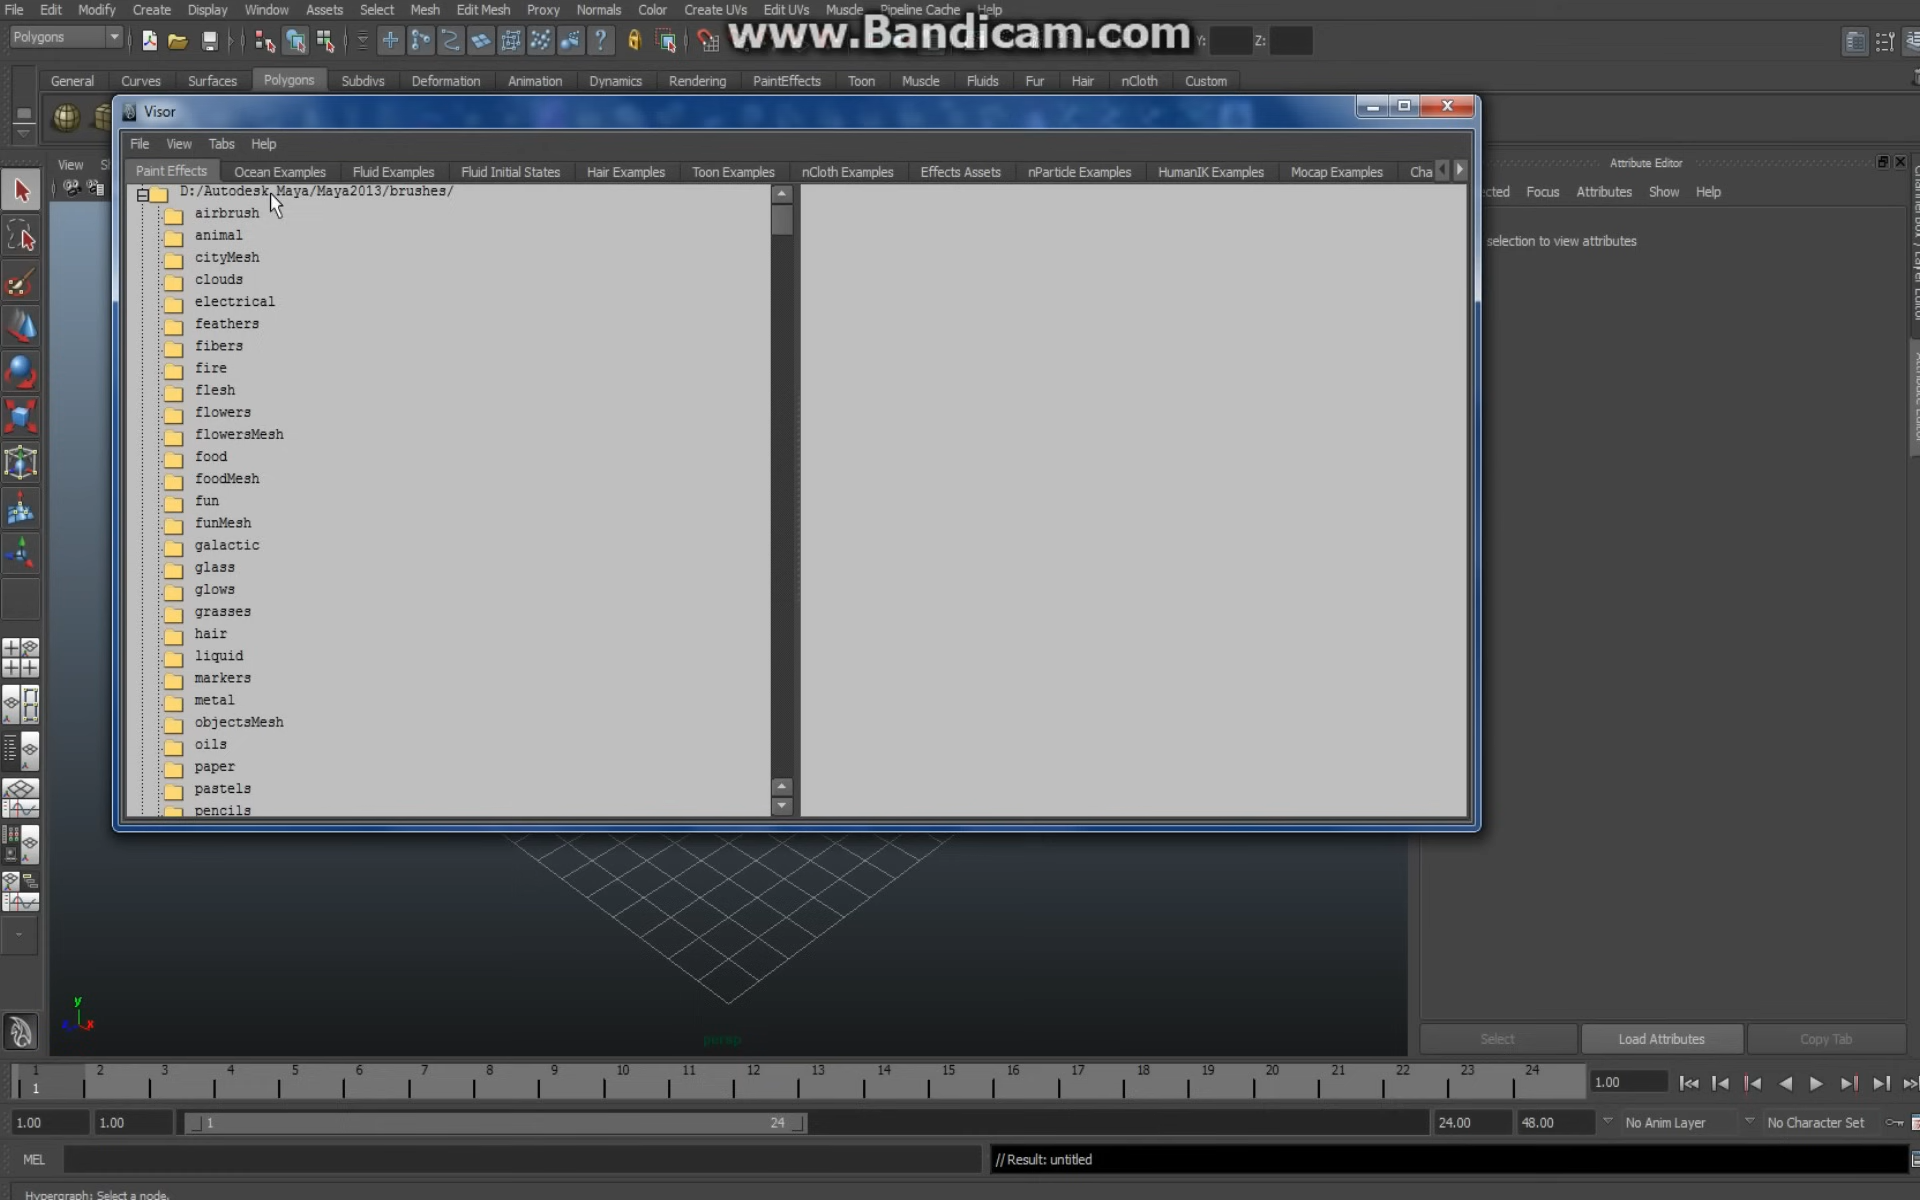 File Edit Modify Create Display Window Assets Select Mesh Edit Mesh Proxy Normals Color Create UVs Edit UVs Muscle Pipeline Cache Help
www.Bandicam.com
Polygons
Z:
General Curves Surfaces Polygons Subdivs Deformation Animation Dynamics Rendering PaintEffects Toon Muscle Fluids Fur Hair nCloth Custom
Visor
File View Tabs Help
View
Attribute Editor
Paint Effects Ocean Examples Fluid Examples Fluid Initial States Hair Examples Toon Examples nCloth Examples Effects Assets nParticle Examples HumanIK Examples Mocap Examples Cha
Focus Attributes Show Help
D:/Autodesk Maya/Maya2013/brushes/
airbrush
animal
selection to view attributes
cityMesh
clouds
electrical
feathers
fibers
fire
flesh
flowers
flowersMesh
food
foodMesh
fun
funMesh
galactic
glass
glows
grasses
hair
liquid
markers
metal
objectsMesh
oils
paper
pastels
pencils
y
x
persp
Select Load Attributes Copy Tab
1 2 3 4 5 6 7 8 9 10 11 12 13 14 15 16 17 18 19 20 21 22 23 24
1
1.00
1.00 1.00 1 24 24.00 48.00 No Anim Layer No Character Set
MEL // Result: untitled
Hypergraph: Select a node.